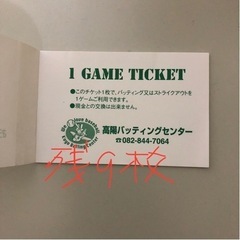 1 GAME TICKET
●このチケット1枚で、バッティング又はストライクアウトを
1ゲームご利用できます。
●現金との交換は出来ません。
高陽バッティングセンター
☎082-844-7064
残9枚